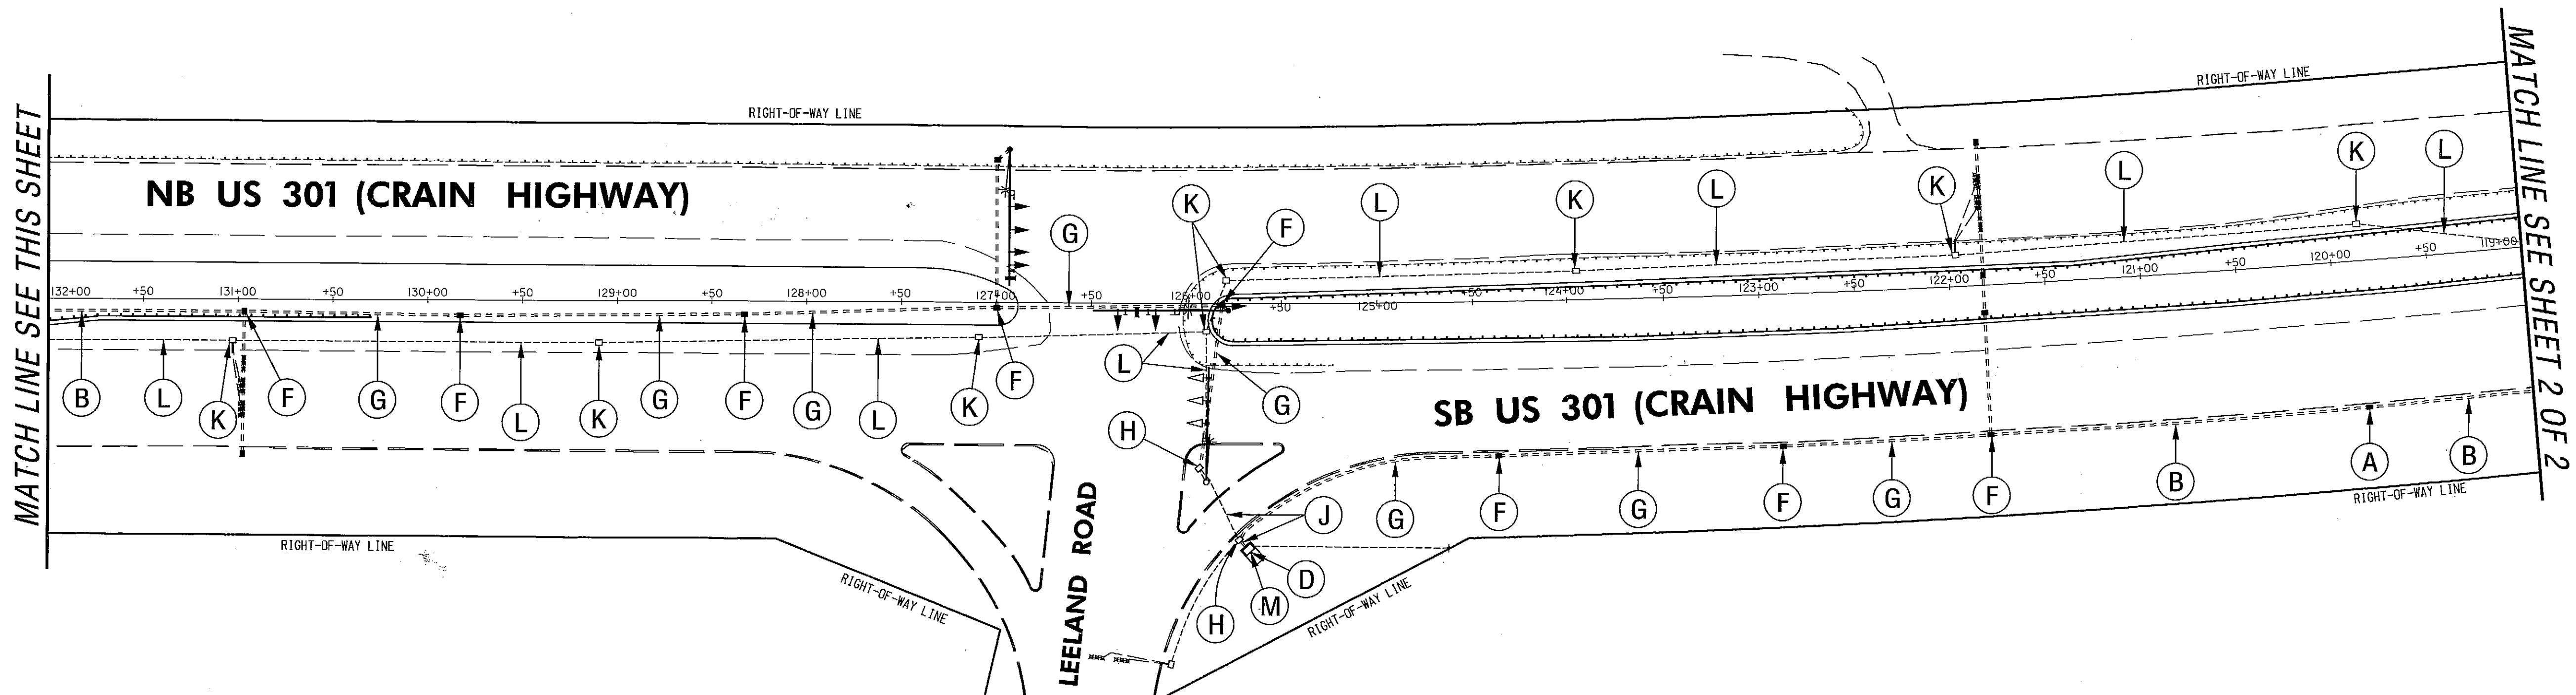 MATCH LINE SEE THIS SHEET
RIGHT-OF-WAY LINE
RIGHT-OF-WAY LINE
MATCH LINE SEE SHEET 2 OF 2
NB US 301 (CRAIN HIGHWAY)
K L
L K L K L
K F
G
132+00 +50 131+00 +50 130+00 +50 129+00 +50 128+00 +50 127+00 +50 126+00 +50 125+00 +50 124+00 +50 123+00 +50 122+00 +50 121+00 +50 120+00 +50 119+00
B L K F G F L K G F G L K F
L G
SB US 301 (CRAIN HIGHWAY)
H
J G F G F G F B A B
RIGHT-OF-WAY LINE
RIGHT-OF-WAY LINE
RIGHT-OF-WAY LINE
LEELAND ROAD
D
M
H
RIGHT-OF-WAY LINE